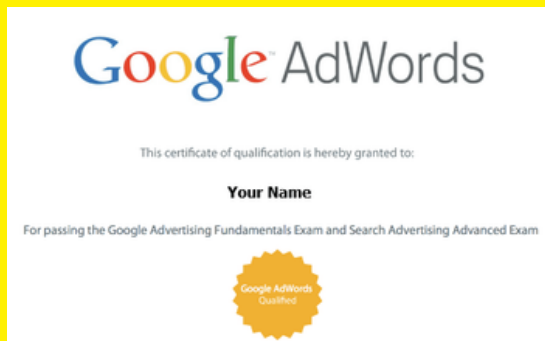 Google™ AdWords
This certificate of qualification is hereby granted to:
Your Name
For passing the Google Advertising Fundamentals Exam and Search Advertising Advanced Exam
Google AdWords
Qualified